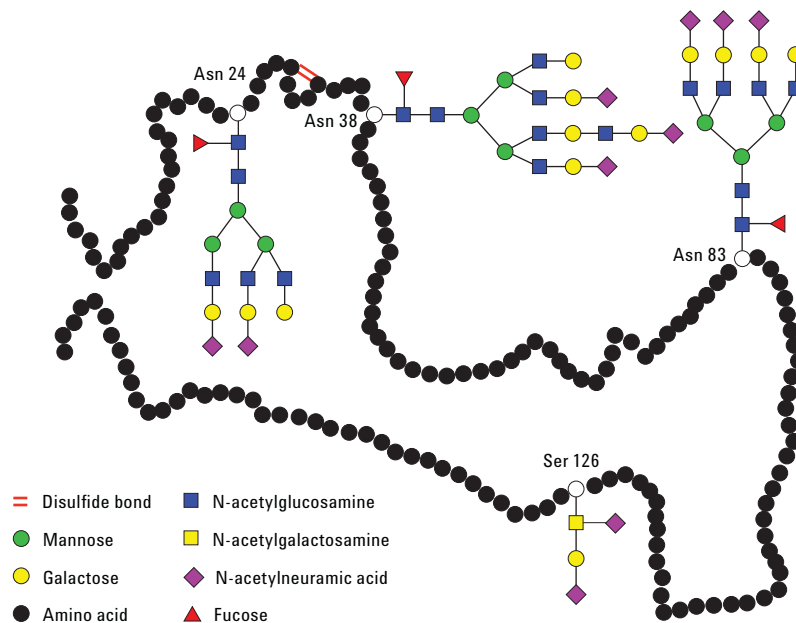 Asn 24
Asn 38
Asn 83
Ser 126
Disulfide bond
N-acetylglucosamine
Mannose
N-acetylgalactosamine
Galactose
N-acetylneuramic acid
Amino acid
Fucose